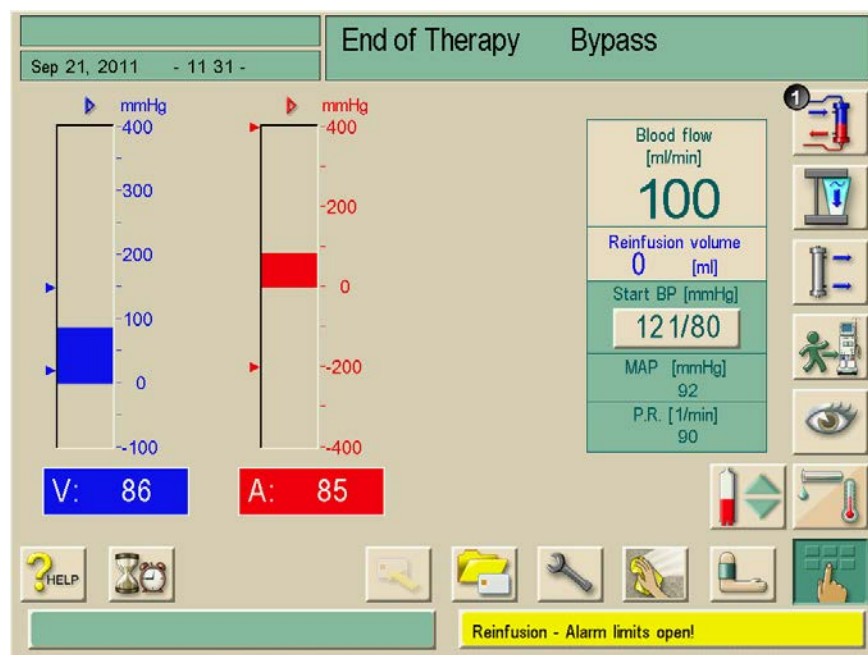 End of Therapy Bypass
Sep 21, 2011 - 11 31 -
mmHg
400
300
200
100
0
-100
V: 86
mmHg
400
200
0
-200
-400
A: 85
1
Blood flow
[ml/min]
100
Reinfusion volume
0 [ml]
Start BP [mmHg]
121/80
MAP [mmHg]
92
P.R. [1/min]
90
? HELP
Reinfusion - Alarm limits open!